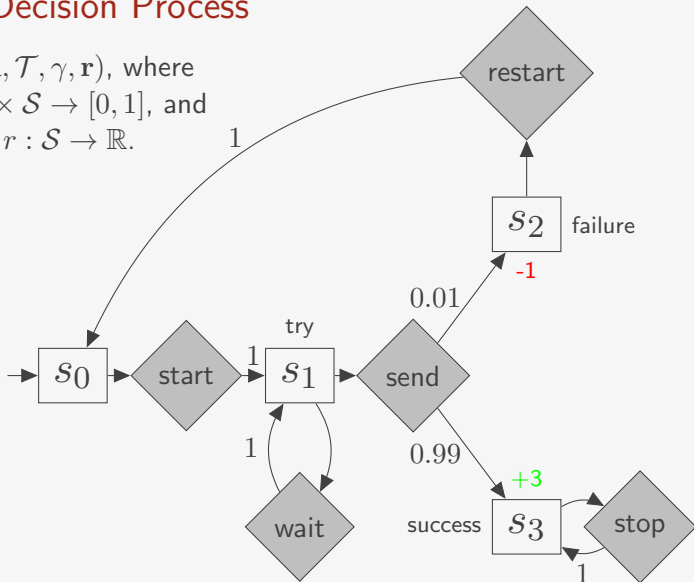 Decision Process
, 𝒯, γ, r), where
× 𝒮 → [0, 1], and
r : 𝒮 → ℝ.
restart
1
s₂ failure
-1
0.01
try
s₀
start
1
s₁
send
1
0.99
wait
+3
success s₃
stop
1